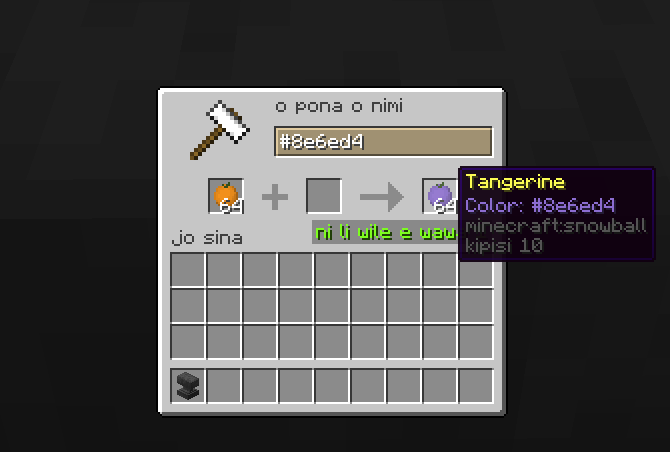 o pona o nimi
#8e6ed4
64
64
Tangerine
Color: #8e6ed4
minecraft:snowball
kipisi 10
ni li wile e waw
jo sina